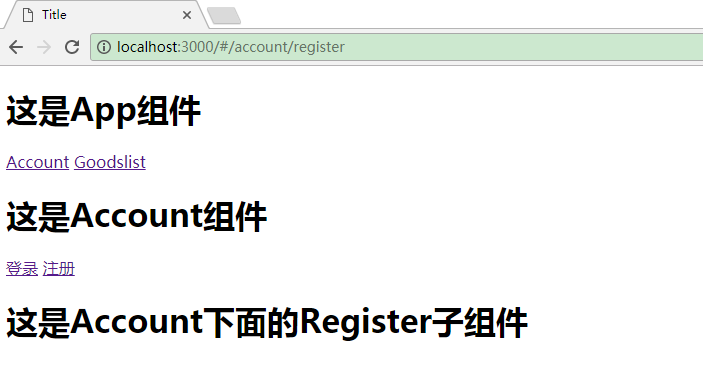 Title
localhost:3000/#/account/register
这是App组件
Account Goodslist
这是Account组件
登录 注册
这是Account下面的Register子组件